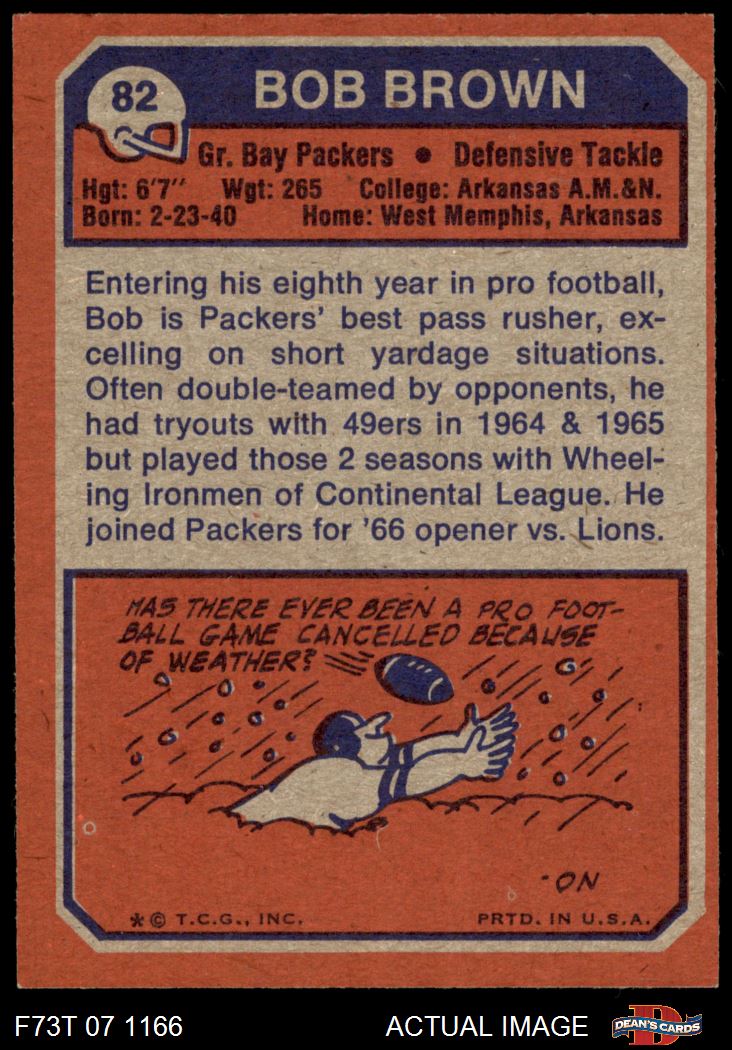 82
BOB BROWN
Gr. Bay Packers • Defensive Tackle
Hgt: 6'7" Wgt: 265 College: Arkansas A.M.&N.
Born: 2-23-40 Home: West Memphis, Arkansas
Entering his eighth year in pro football,
Bob is Packers' best pass rusher, ex-
celling on short yardage situations.
Often double-teamed by opponents, he
had tryouts with 49ers in 1964 & 1965
but played those 2 seasons with Wheel-
ing Ironmen of Continental League. He
joined Packers for '66 opener vs. Lions.
HAS THERE EVER BEEN A PRO FOOT-
BALL GAME CANCELLED BECAUSE
OF WEATHER?
·ON
*© T.C.G., INC. PRTD. IN U.S.A.
F73T 07 1166 ACTUAL IMAGE D DEAN'S CARDS